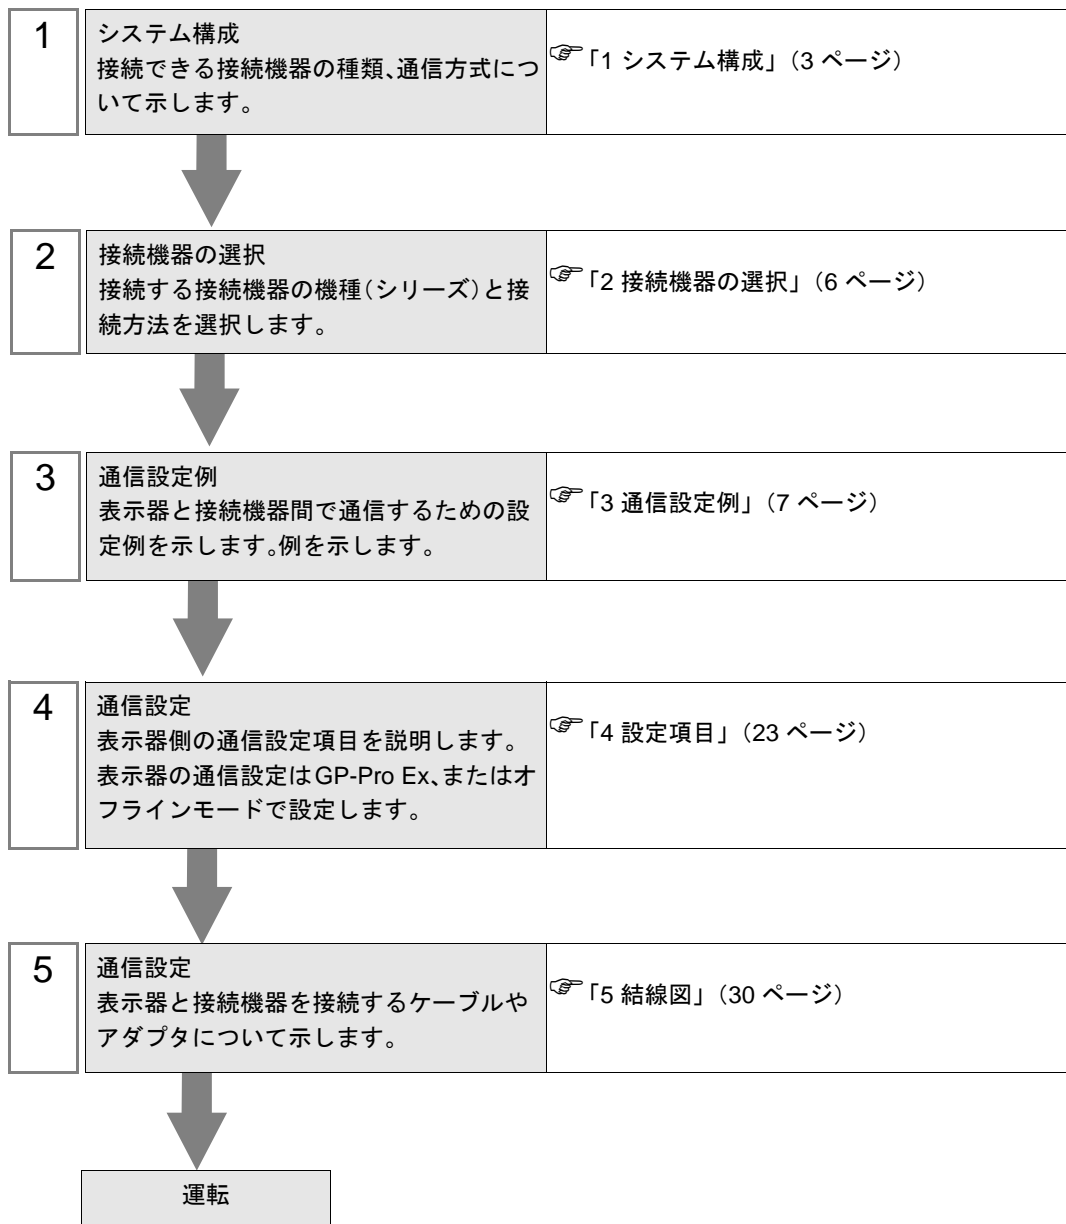 1
システム構成
接続できる接続機器の種類、通信方式につ
いて示します。
☞「1 システム構成」（3 ページ）
2
接続機器の選択
接続する接続機器の機種（シリーズ）と接
続方法を選択します。
☞「2 接続機器の選択」（6 ページ）
3
通信設定例
表示器と接続機器間で通信するための設
定例を示します。例を示します。
☞「3 通信設定例」（7 ページ）
4
通信設定
表示器側の通信設定項目を説明します。
表示器の通信設定はGP-Pro Ex、またはオ
フラインモードで設定します。
☞「4 設定項目」（23 ページ）
5
通信設定
表示器と接続機器を接続するケーブルや
アダプタについて示します。
☞「5 結線図」（30 ページ）
運転